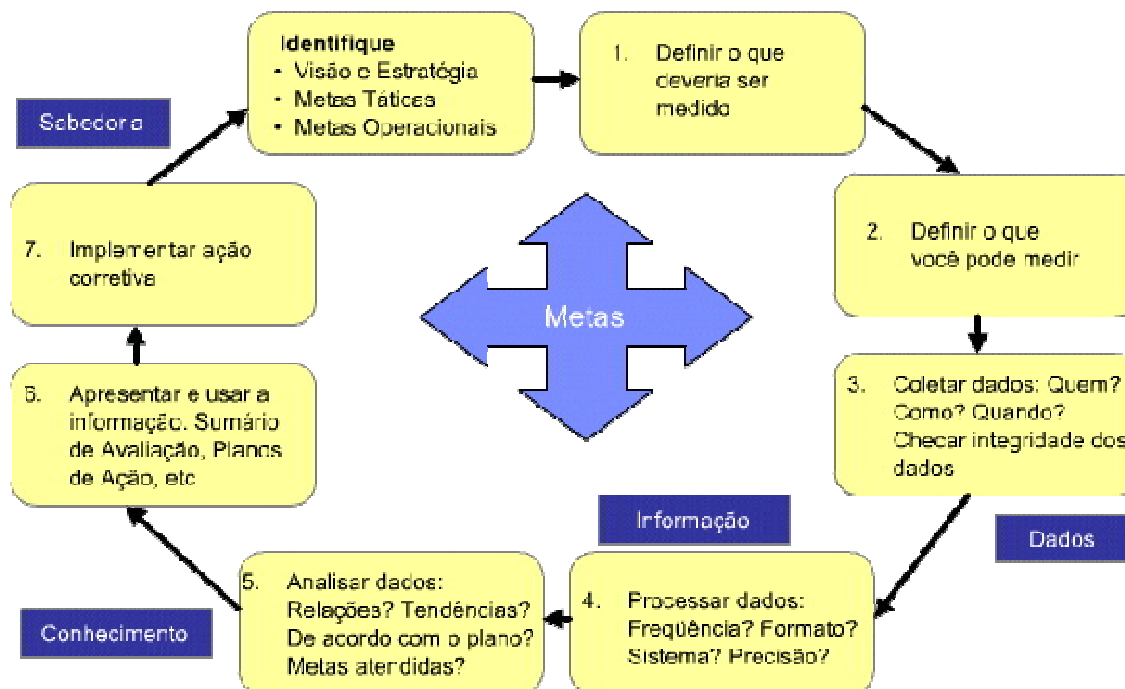 Identifique
• Visão e Estratégia
• Metas Táticas
• Metas Operacionais
1. Definir o que
deveria ser
medido
2. Definir o que
você pode medir
3. Coletar dados: Quem?
Como? Quando?
Checar integridade dos
dados
Dados
4. Processar dados:
Freqüência? Formato?
Sistema? Precisão?
Informação
5. Analisar dados:
Relações? Tendências?
De acordo com o plano?
Metas atendidas?
Conhecimento
6. Apresentar e usar a
informação. Sumário
de Avaliação, Planos
de Ação, etc
7. Implementar ação
corretiva
Sabedoria
Metas